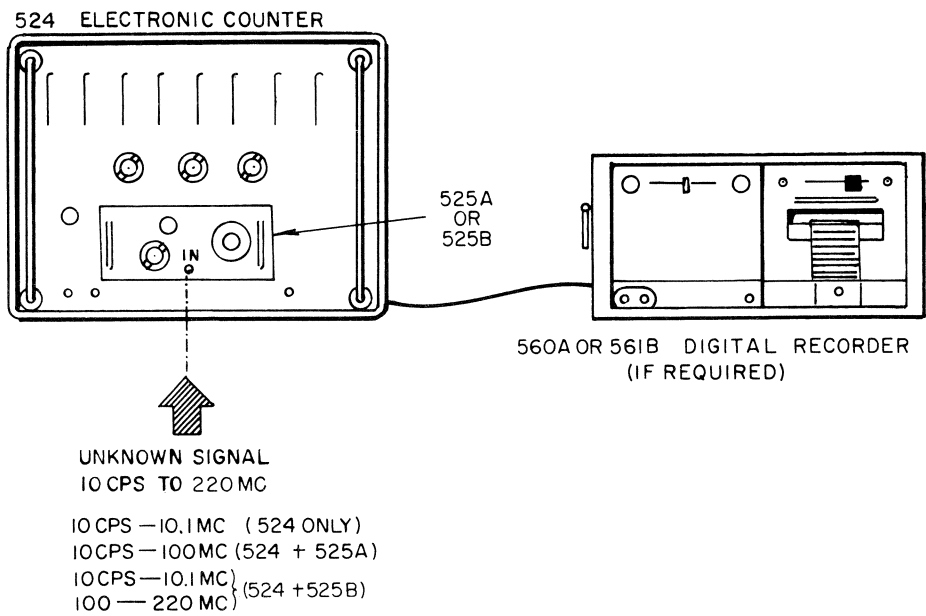 524 ELECTRONIC COUNTER
525A
OR
525B
IN
560A OR 561B DIGITAL RECORDER
(IF REQUIRED)
UNKNOWN SIGNAL
10 CPS TO 220 MC
10 CPS — 10.1 MC (524 ONLY)
10 CPS — 100 MC (524 + 525A)
10 CPS — 10.1 MC
100 — 220 MC } (524 + 525B)